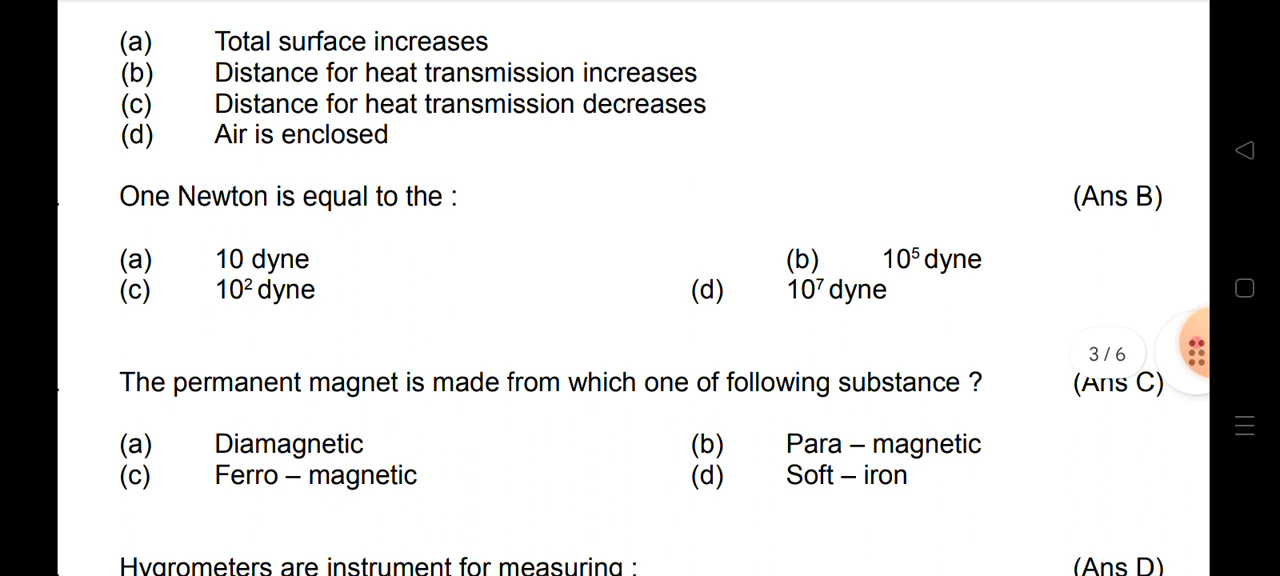 (a) Total surface increases
(b) Distance for heat transmission increases
(c) Distance for heat transmission decreases
(d) Air is enclosed
One Newton is equal to the : (Ans B)
(a) 10 dyne (b) 10⁵ dyne
(c) 10² dyne (d) 10⁷ dyne
3 / 6
The permanent magnet is made from which one of following substance ? (Ans C)
(a) Diamagnetic (b) Para – magnetic
(c) Ferro – magnetic (d) Soft – iron
Hygrometers are instrument for measuring : (Ans D)